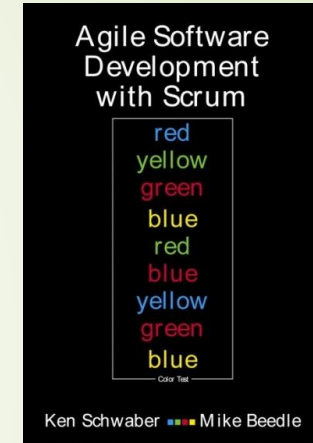 Agile Software
Development
with Scrum
red
yellow
green
blue
red
blue
yellow
green
blue
Color Test
Ken Schwaber Mike Beedle